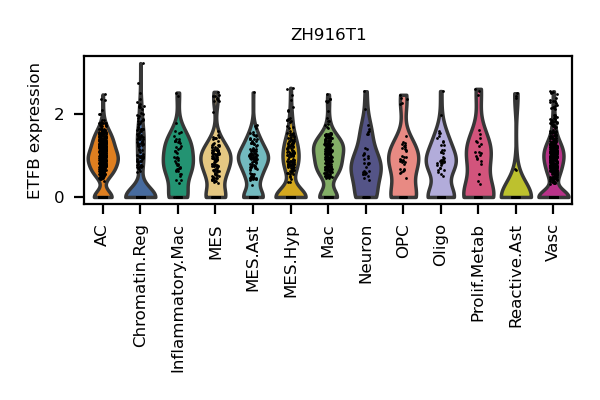 ZH916T1
ETFB expression
2
0
AC
Chromatin.Reg
Inflammatory.Mac
MES
MES.Ast
MES.Hyp
Mac
Neuron
OPC
Oligo
Prolif.Metab
Reactive.Ast
Vasc